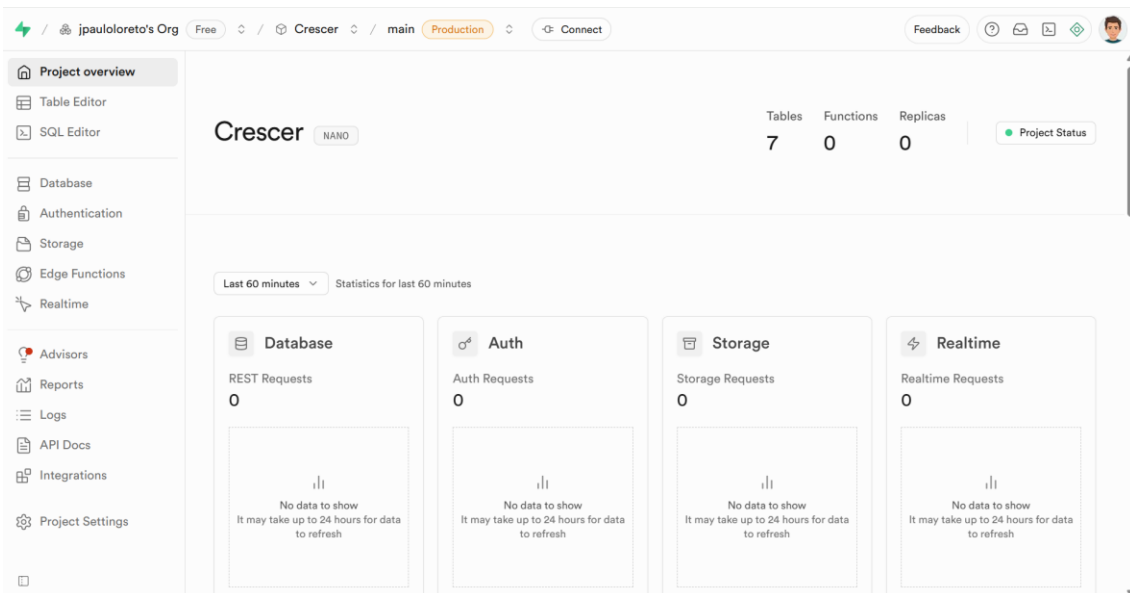 / jpauloloreto's Org Free / Crescer / main Production Connect Feedback
Project overview
Table Editor
SQL Editor
Database
Authentication
Storage
Edge Functions
Realtime
Advisors
Reports
Logs
API Docs
Integrations
Project Settings
Crescer NANO
Tables Functions Replicas
7 0 0
Project Status
Last 60 minutes Statistics for last 60 minutes
Database
REST Requests
0
No data to show
It may take up to 24 hours for data
to refresh
Auth
Auth Requests
0
No data to show
It may take up to 24 hours for data
to refresh
Storage
Storage Requests
0
No data to show
It may take up to 24 hours for data
to refresh
Realtime
Realtime Requests
0
No data to show
It may take up to 24 hours for data
to refresh